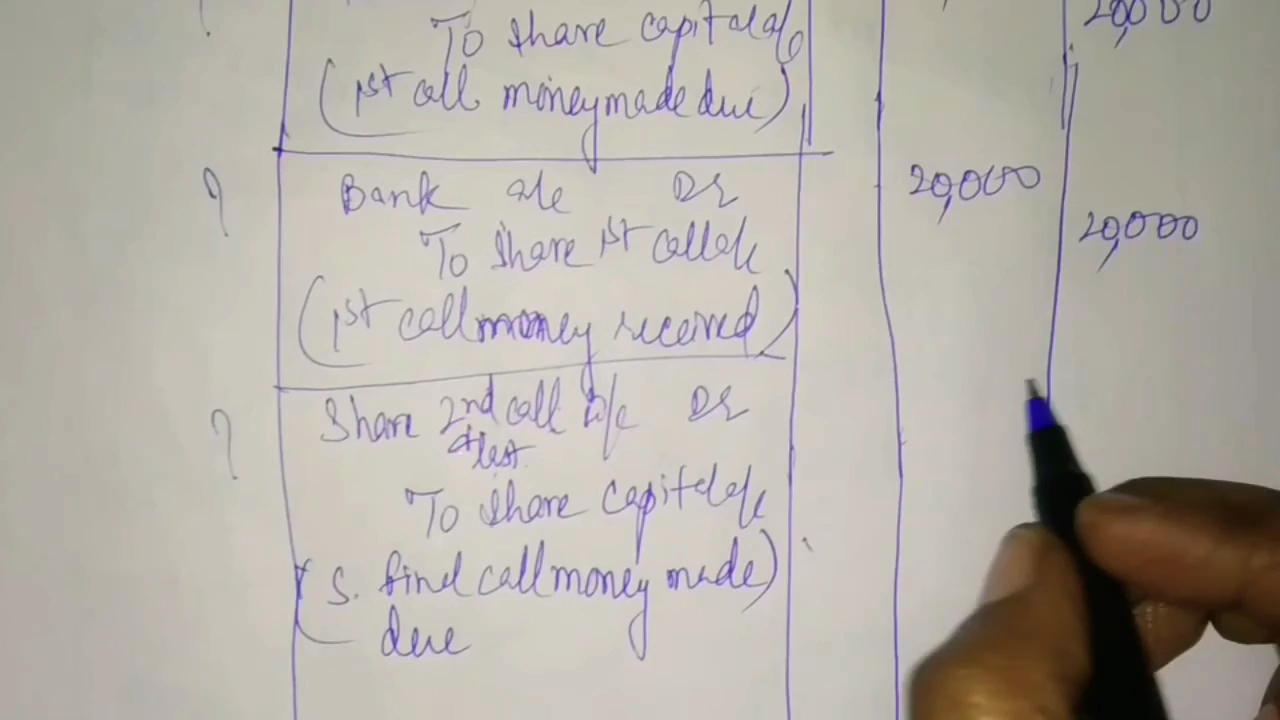 ? To Share capital a/c 20,000
(1st call money made due)
? Bank a/c Dr 20,000
To Share 1st call a/c 20,000
(1st call money received)
? Share 2nd call a/c Dr
& last
To Share capital a/c
(S. final call money made)
due